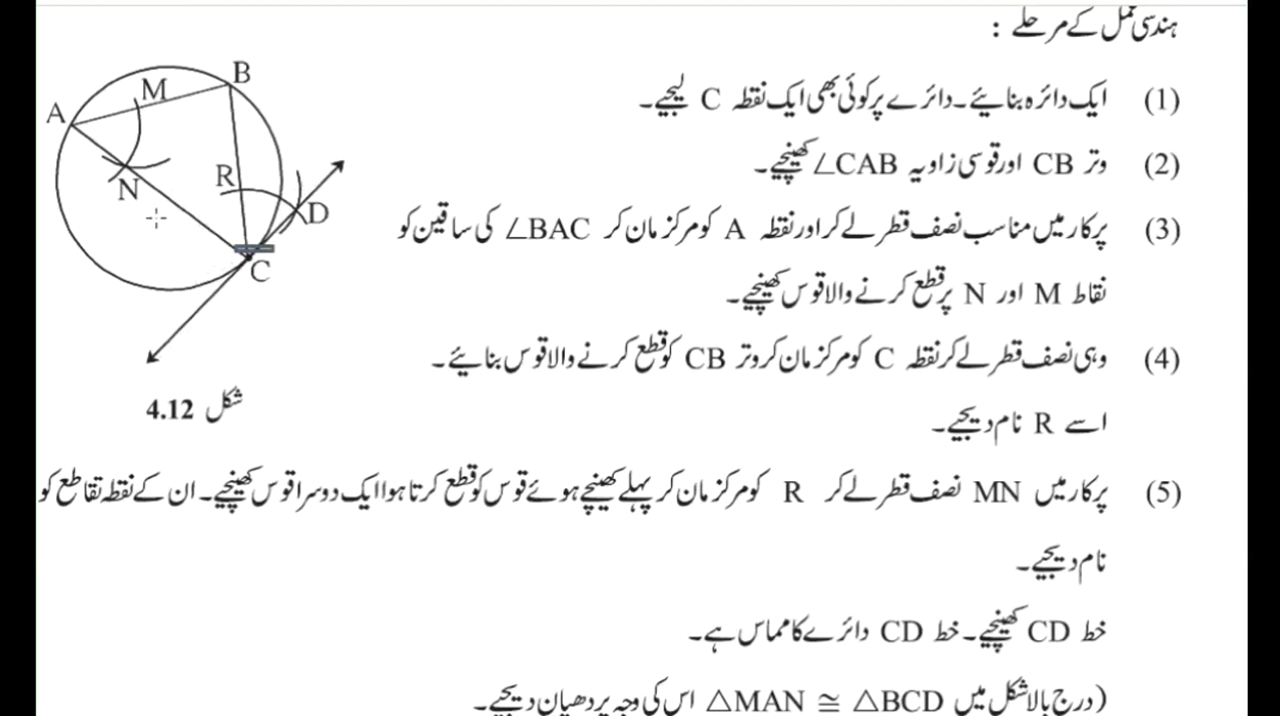 ہندسی عمل کے مرحلے :
(1) ایک دائرہ بنائیے۔ دائرے پر کوئی بھی ایک نقطہ C لیجیے۔
(2) وتر CB اور قوسی زاویہ ∠CAB کھینچیے۔
(3) پرکار میں مناسب نصف قطر لے کر اور نقطہ A کو مرکز مان کر ∠BAC کی ساقین کو
نقاط M اور N پر قطع کرنے والا قوس کھینچیے۔
(4) وہی نصف قطر لے کر نقطہ C کو مرکز مان کر وتر CB کو قطع کرنے والا قوس بنائیے۔
اسے R نام دیجیے۔
(5) پرکار میں MN نصف قطر لے کر R کو مرکز مان کر پہلے کھینچے ہوئے قوس کو قطع کرتا ہوا ایک دوسرا قوس کھینچیے۔ ان کے نقطہ تقاطع کو
نام دیجیے۔
خط CD کھینچیے۔ خط CD دائرے کا مماس ہے۔
(درج بالا شکل میں △MAN ≅ △BCD اس کی وجہ پر دھیان دیجیے۔
A
M
B
N
R
D
C
شکل 4.12